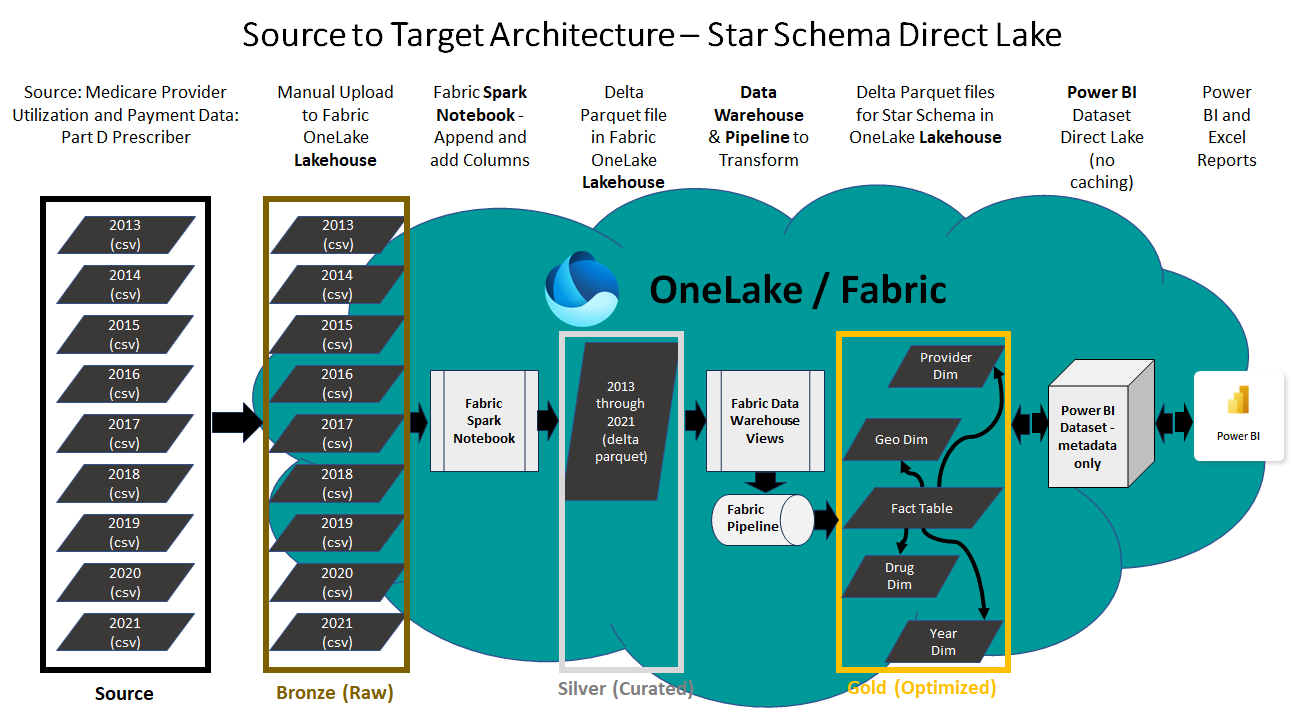 Source to Target Architecture – Star Schema Direct Lake
Source: Medicare Provider
Utilization and Payment Data:
Part D Prescriber
Manual Upload
to Fabric
OneLake
Lakehouse
Fabric Spark
Notebook -
Append and
add Columns
Delta
Parquet file
in Fabric
OneLake
Lakehouse
Data
Warehouse
& Pipeline to
Transform
Delta Parquet files
for Star Schema in
OneLake Lakehouse
Power BI
Dataset
Direct Lake
(no
caching)
Power
BI and
Excel
Reports
2013
(csv)
2014
(csv)
2015
(csv)
2016
(csv)
2017
(csv)
2018
(csv)
2019
(csv)
2020
(csv)
2021
(csv)
Source
2013
(csv)
2014
(csv)
2015
(csv)
2016
(csv)
2017
(csv)
2018
(csv)
2019
(csv)
2020
(csv)
2021
(csv)
Bronze (Raw)
OneLake / Fabric
Fabric
Spark
Notebook
2013
through
2021
(delta
parquet)
Silver (Curated)
Fabric Data
Warehouse
Views
Fabric
Pipeline
Provider
Dim
Geo Dim
Fact Table
Drug
Dim
Year
Dim
Gold (Optimized)
Power BI
Dataset -
metadata
only
Power BI